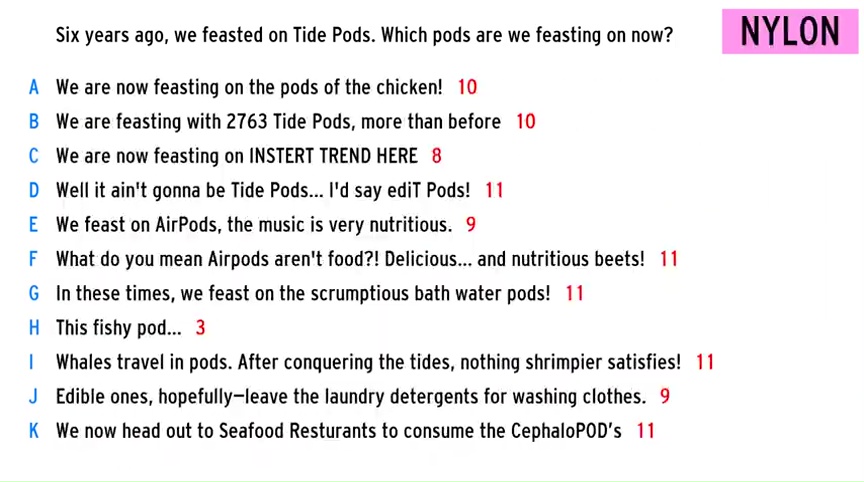 Six years ago, we feasted on Tide Pods. Which pods are we feasting on now?
NYLON
A We are now feasting on the pods of the chicken! 10
B We are feasting with 2763 Tide Pods, more than before 10
C We are now feasting on INSTERT TREND HERE 8
D Well it ain't gonna be Tide Pods... I'd say ediT Pods! 11
E We feast on AirPods, the music is very nutritious. 9
F What do you mean Airpods aren't food?! Delicious... and nutritious beets! 11
G In these times, we feast on the scrumptious bath water pods! 11
H This fishy pod... 3
I Whales travel in pods. After conquering the tides, nothing shrimpier satisfies! 11
J Edible ones, hopefully—leave the laundry detergents for washing clothes. 9
K We now head out to Seafood Resturants to consume the CephaloPOD’s 11